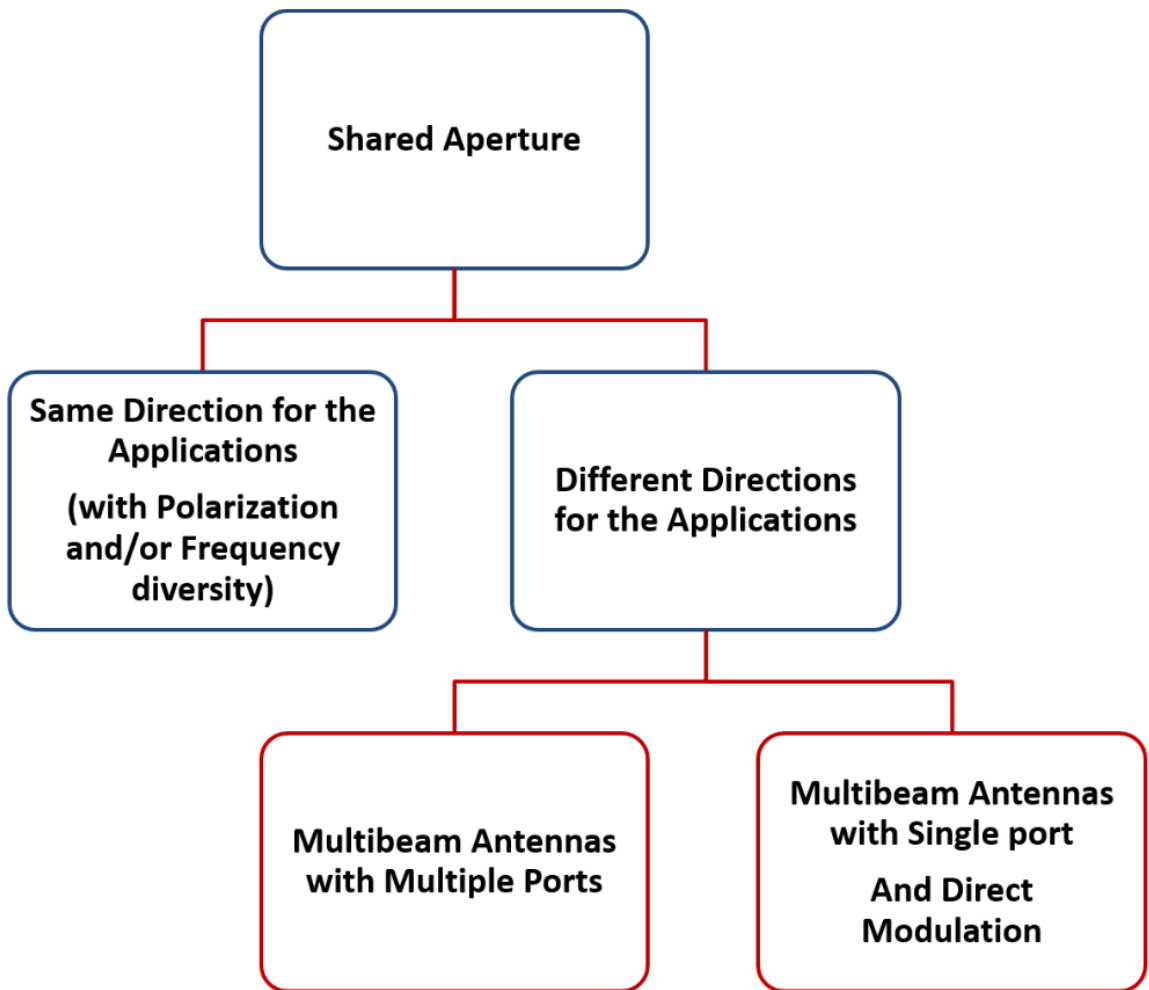 Shared Aperture
Same Direction for the
Applications
(with Polarization
and/or Frequency
diversity)
Different Directions
for the Applications
Multibeam Antennas
with Multiple Ports
Multibeam Antennas
with Single port
And Direct
Modulation